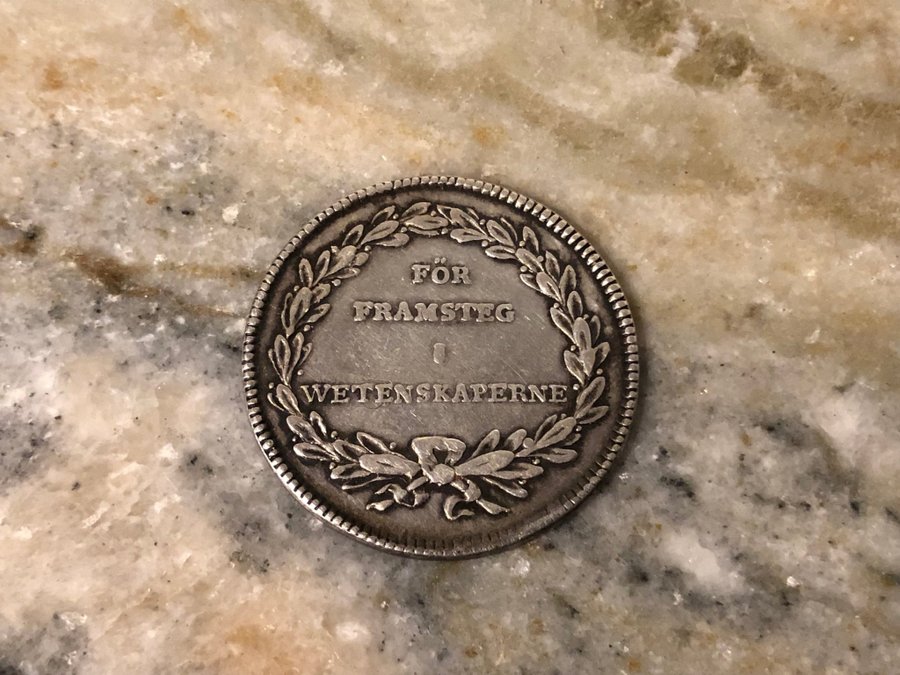 FÖR
FRAMSTEG
I
WETENSKAPERNE